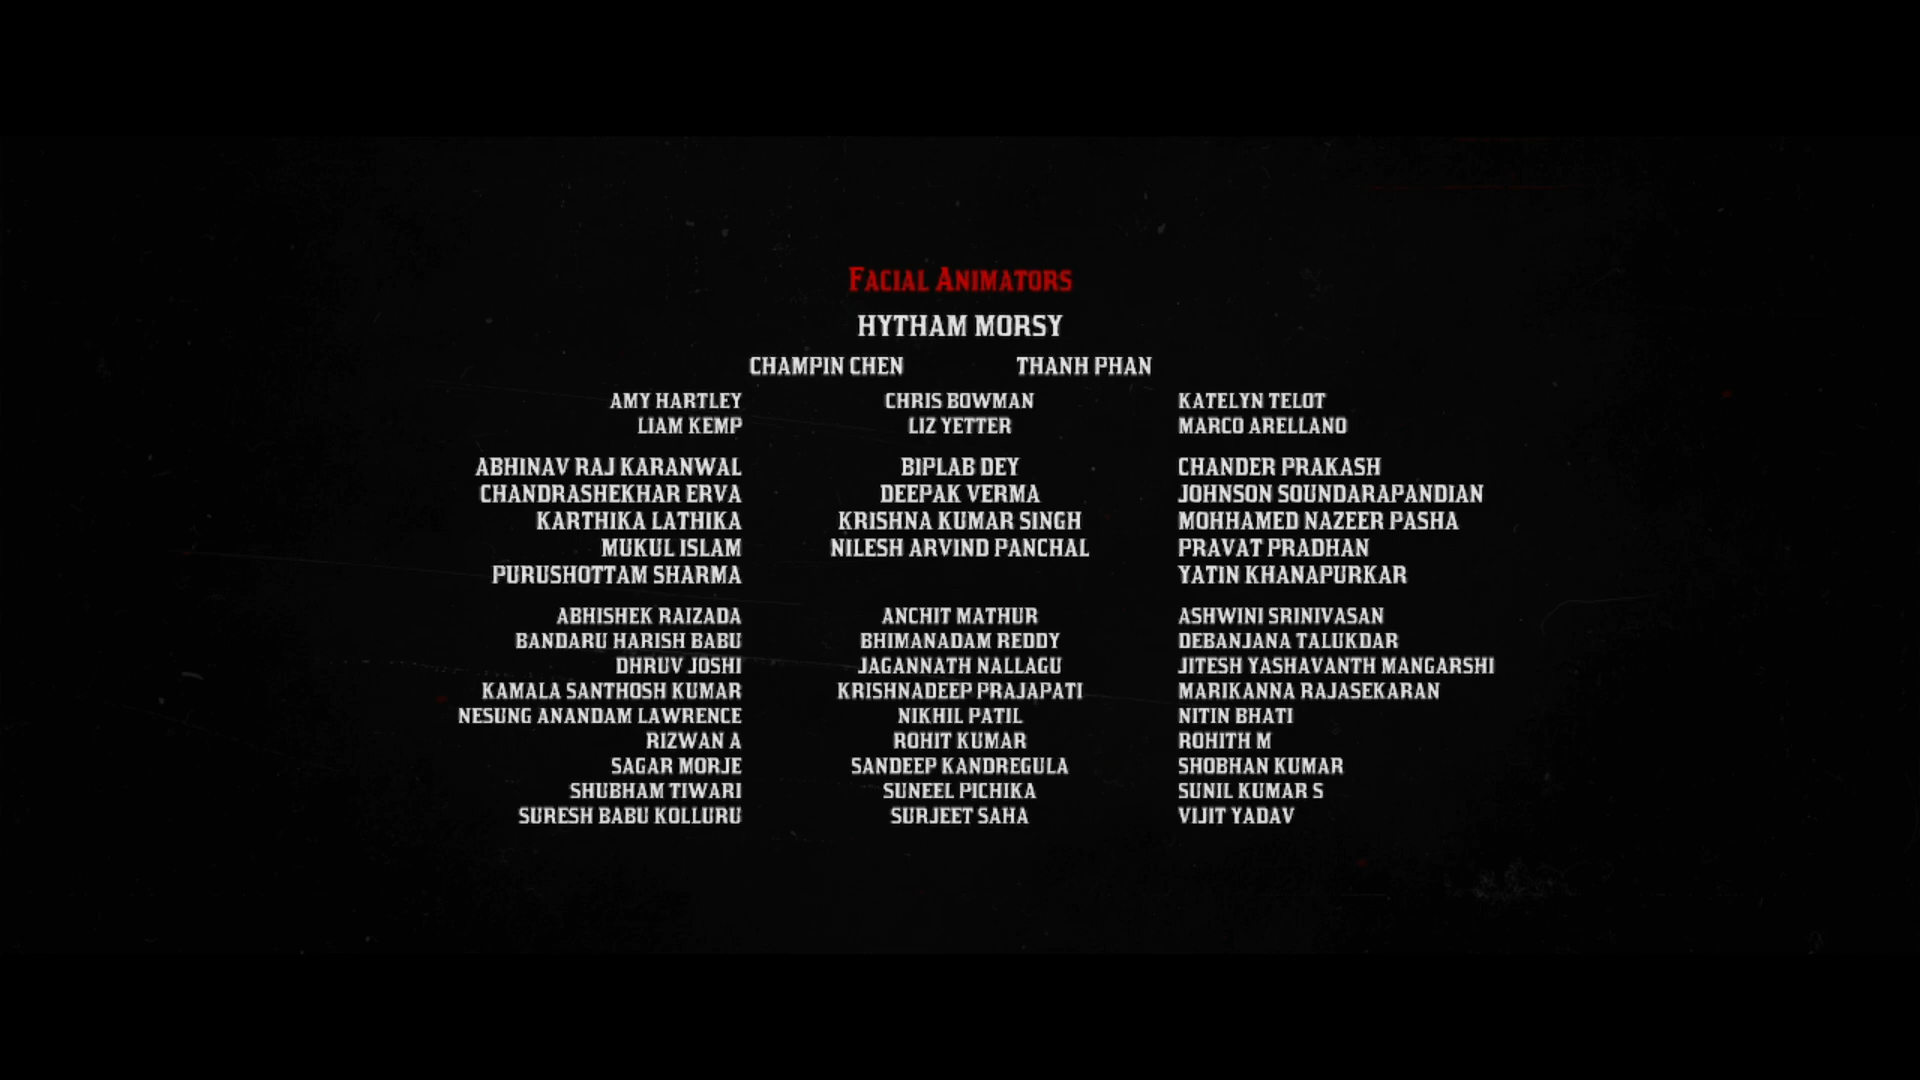 FACIAL ANIMATORS
HYTHAM MORSY
CHAMPIN CHEN THANH PHAN
AMY HARTLEY CHRIS BOWMAN KATELYN TELOT
LIAM KEMP LIZ YETTER MARCO ARELLANO
ABHINAV RAJ KARANWAL BIPLAB DEY CHANDER PRAKASH
CHANDRASHEKHAR ERVA DEEPAK VERMA JOHNSON SOUNDARAPANDIAN
KARTHIKA LATHIKA KRISHNA KUMAR SINGH MOHHAMED NAZEER PASHA
MUKUL ISLAM NILESH ARVIND PANCHAL PRAVAT PRADHAN
PURUSHOTTAM SHARMA YATIN KHANAPURKAR
ABHISHEK RAIZADA ANCHIT MATHUR ASHWINI SRINIVASAN
BANDARU HARISH BABU BHIMANADAM REDDY DEBANJANA TALUKDAR
DHRUV JOSHI JAGANNATH NALLAGU JITESH YASHAVANTH MANGARSHI
KAMALA SANTHOSH KUMAR KRISHNADEEP PRAJAPATI MARIKANNA RAJASEKARAN
NESUNG ANANDAM LAWRENCE NIKHIL PATIL NITIN BHATI
RIZWAN A ROHIT KUMAR ROHITH M
SAGAR MORJE SANDEEP KANDREGULA SHOBHAN KUMAR
SHUBHAM TIWARI SUNEEL PICHIKA SUNIL KUMAR S
SURESH BABU KOLLURU SURJEET SAHA VIJIT YADAV